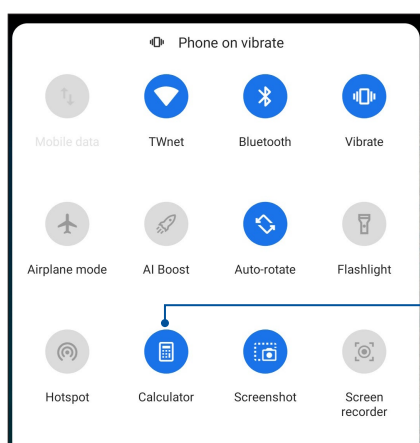 Phone on vibrate
Mobile data TWnet Bluetooth Vibrate
Airplane mode AI Boost Auto-rotate Flashlight
Hotspot Calculator Screenshot Screen
recorder